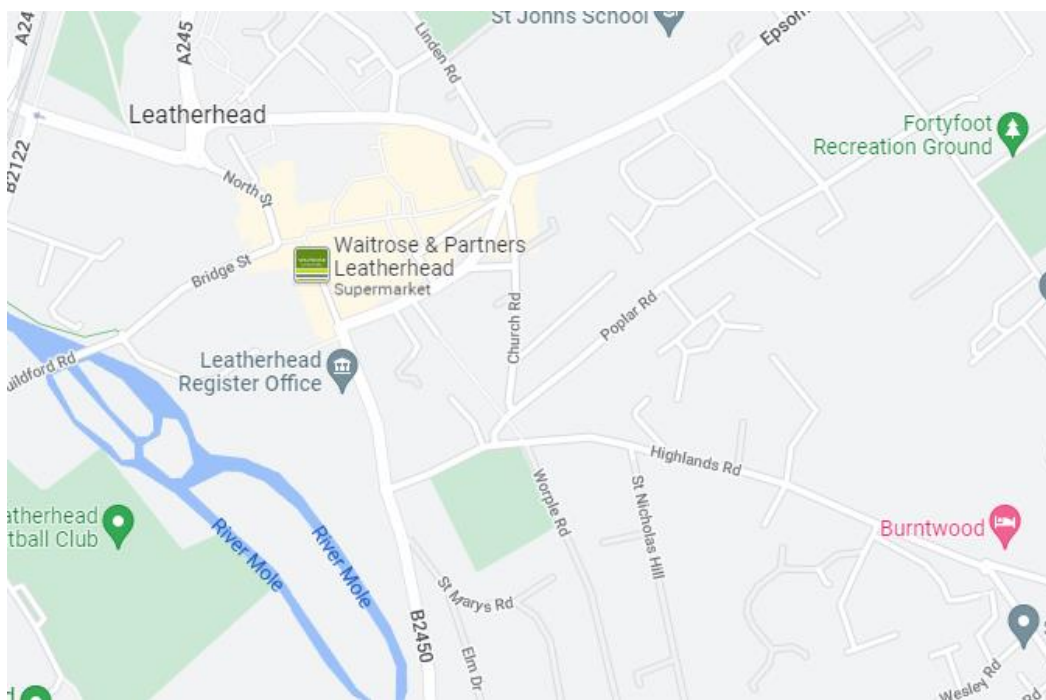 A24
A245
Linden Rd
St Johns School
Epsom
Leatherhead
Fortyfoot
Recreation Ground
B2122
North St
Waitrose & Partners
Leatherhead
Supermarket
Bridge St
Church Rd
Poplar Rd
Leatherhead
Register Office
uildford Rd
Highlands Rd
Worple Rd
St Nicholas Hill
atherhead
tball Club
Burntwood
River Mole
River Mole
St Marys Rd
B2450
Elm Dr
Wesley Rd
Rd